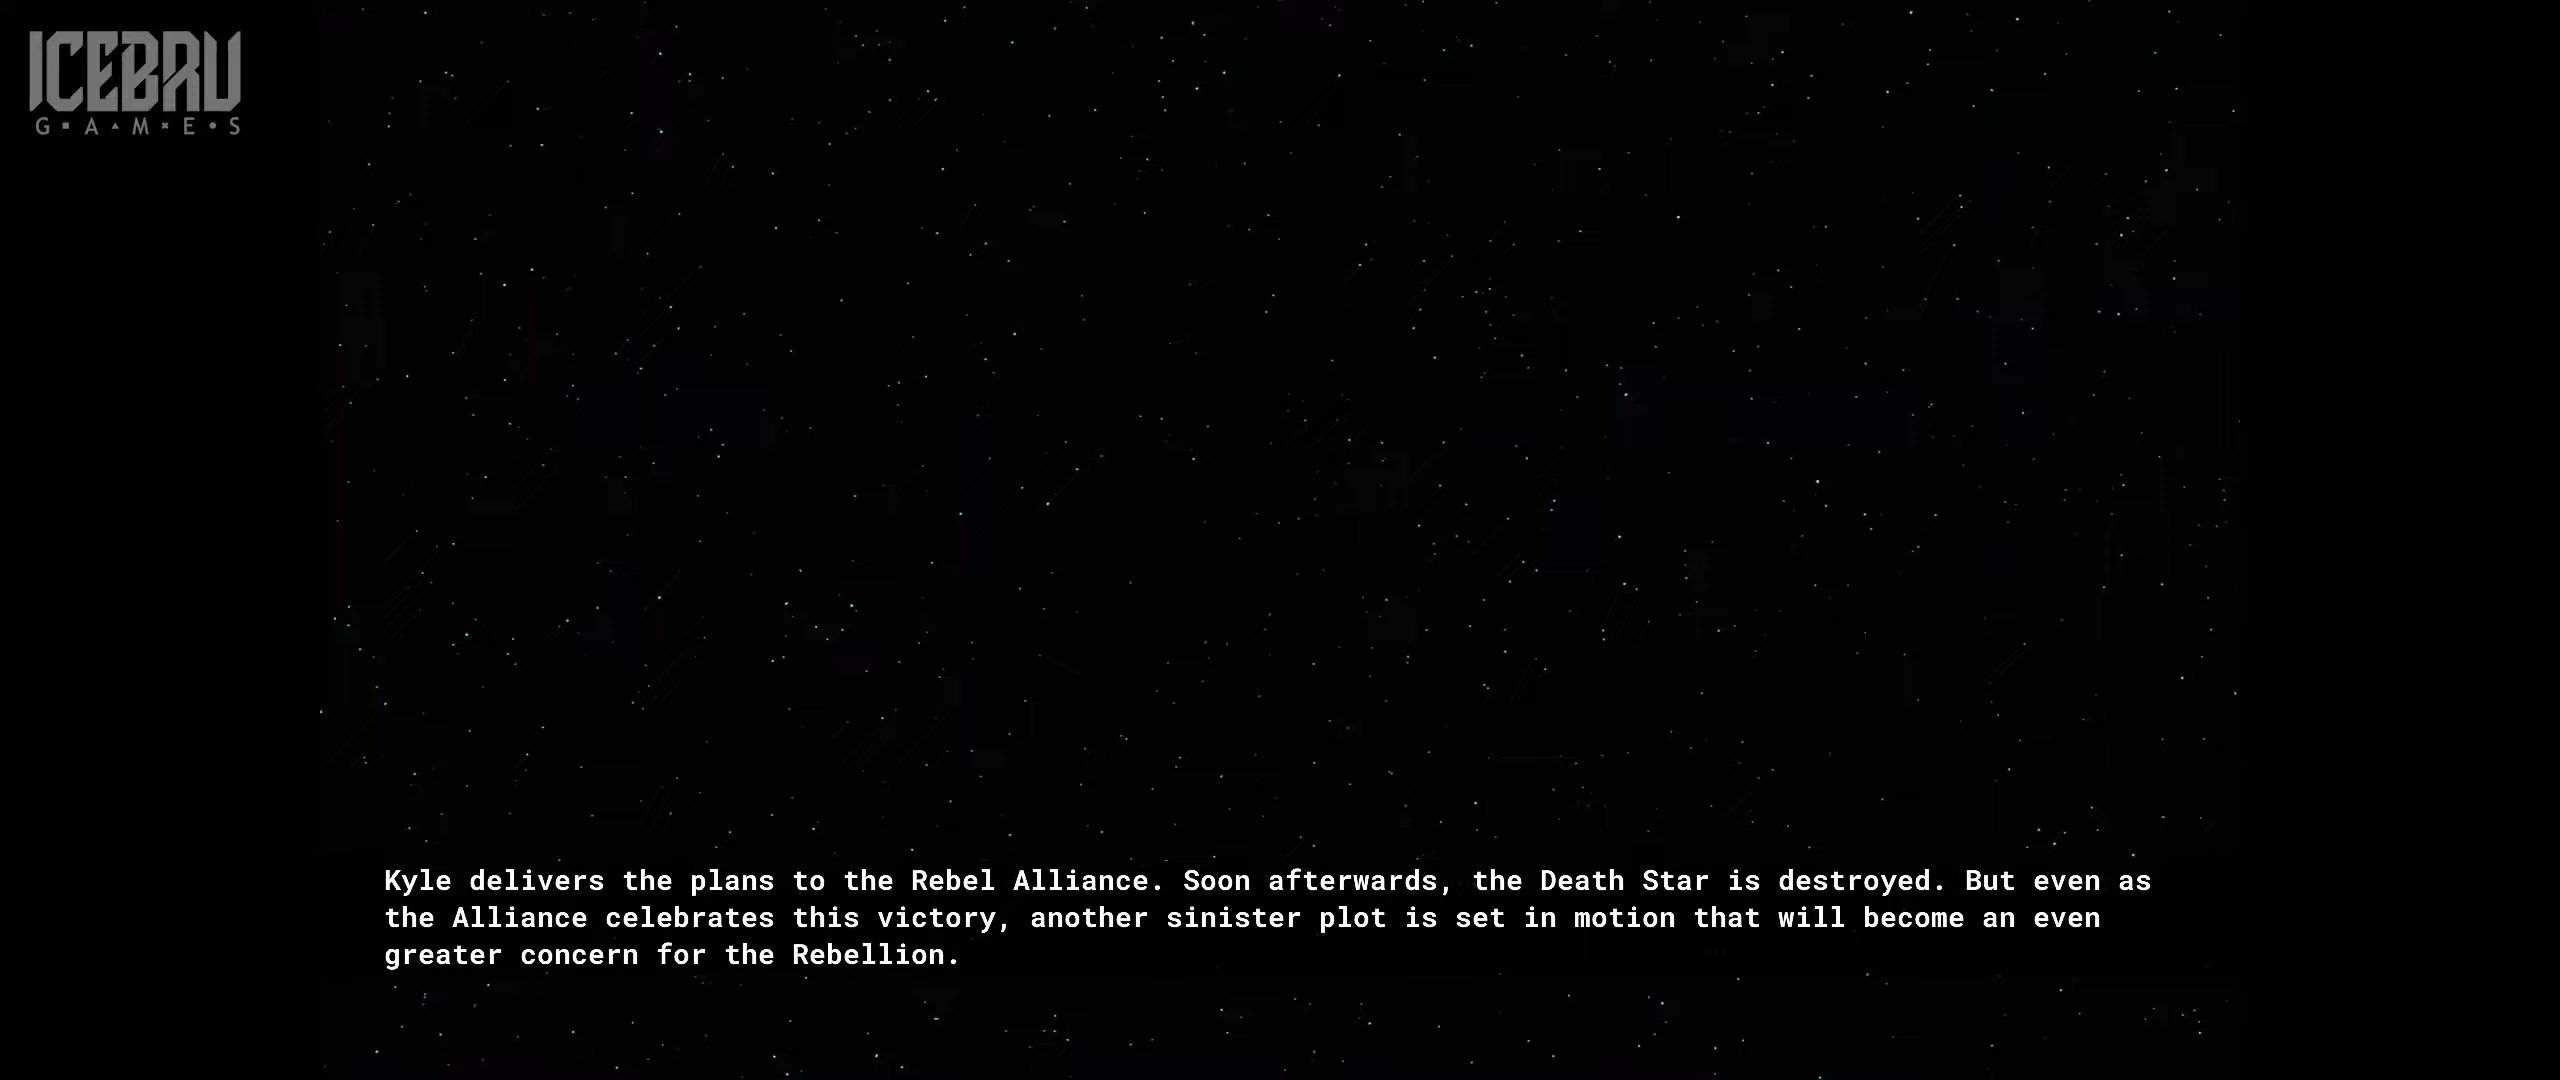 ICEBRU
G A M E S
Kyle delivers the plans to the Rebel Alliance. Soon afterwards, the Death Star is destroyed. But even as
the Alliance celebrates this victory, another sinister plot is set in motion that will become an even
greater concern for the Rebellion.